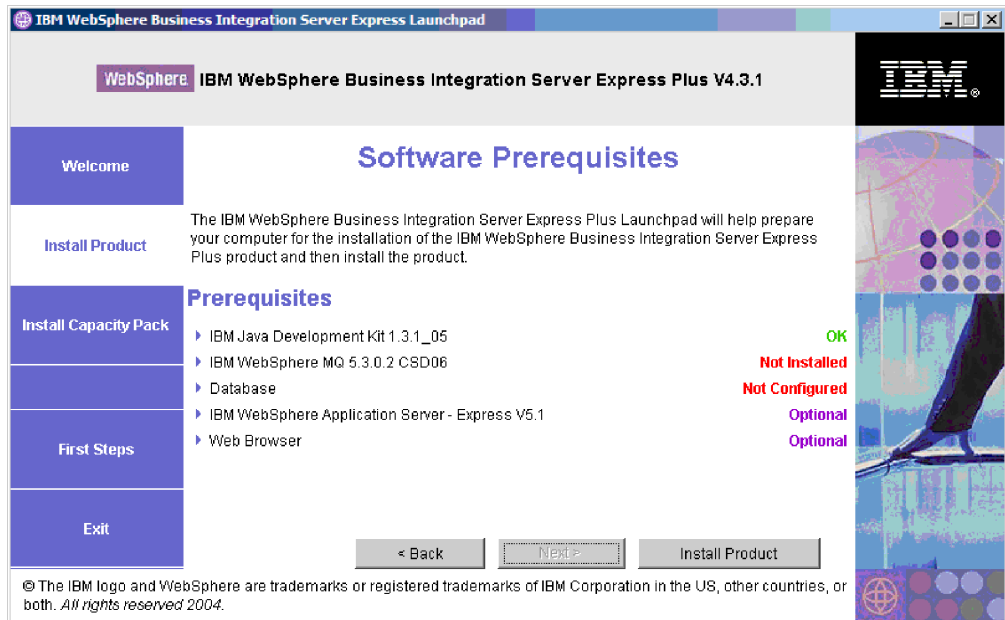 IBM WebSphere Business Integration Server Express Launchpad
WebSphere IBM WebSphere Business Integration Server Express Plus V4.3.1
IBM®
Welcome
Install Product
Install Capacity Pack
First Steps
Exit
Software Prerequisites
The IBM WebSphere Business Integration Server Express Plus Launchpad will help prepare
your computer for the installation of the IBM WebSphere Business Integration Server Express
Plus product and then install the product.
Prerequisites
IBM Java Development Kit 1.3.1_05 OK
IBM WebSphere MQ 5.3.0.2 CSD06 Not Installed
Database Not Configured
IBM WebSphere Application Server - Express V5.1 Optional
Web Browser Optional
< Back Next > Install Product
© The IBM logo and WebSphere are trademarks or registered trademarks of IBM Corporation in the US, other countries, or
both. All rights reserved 2004.